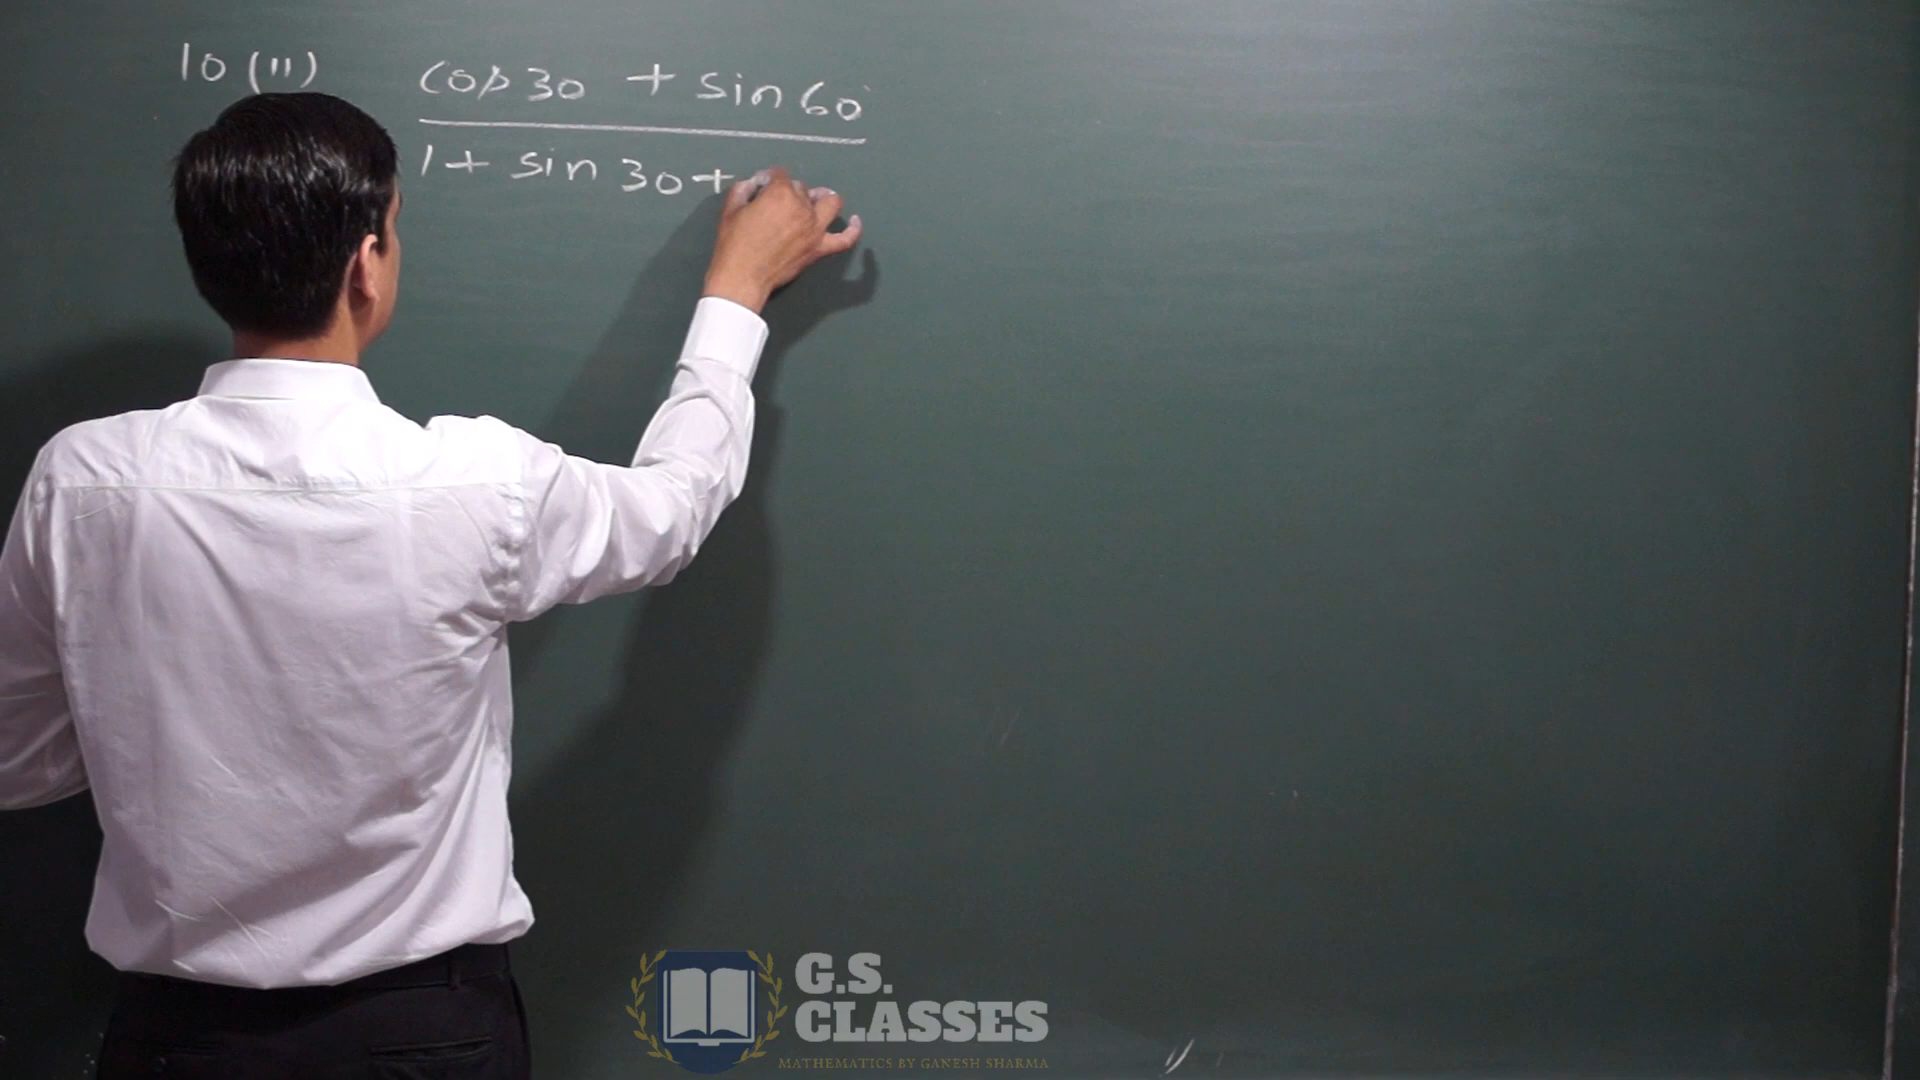 10 (ii) cos 30 + sin 60°
1 + sin 30 +
G.S.
CLASSES
MATHEMATICS BY GANESH SHARMA